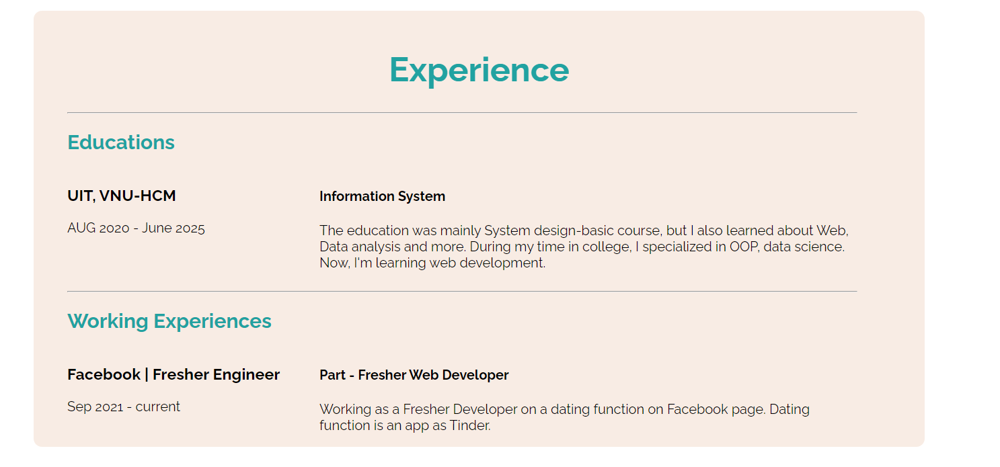 Experience
Educations
UIT, VNU-HCM
Information System
AUG 2020 - June 2025
The education was mainly System design-basic course, but I also learned about Web,
Data analysis and more. During my time in college, I specialized in OOP, data science.
Now, I'm learning web development.
Working Experiences
Facebook | Fresher Engineer
Part - Fresher Web Developer
Sep 2021 - current
Working as a Fresher Developer on a dating function on Facebook page. Dating
function is an app as Tinder.